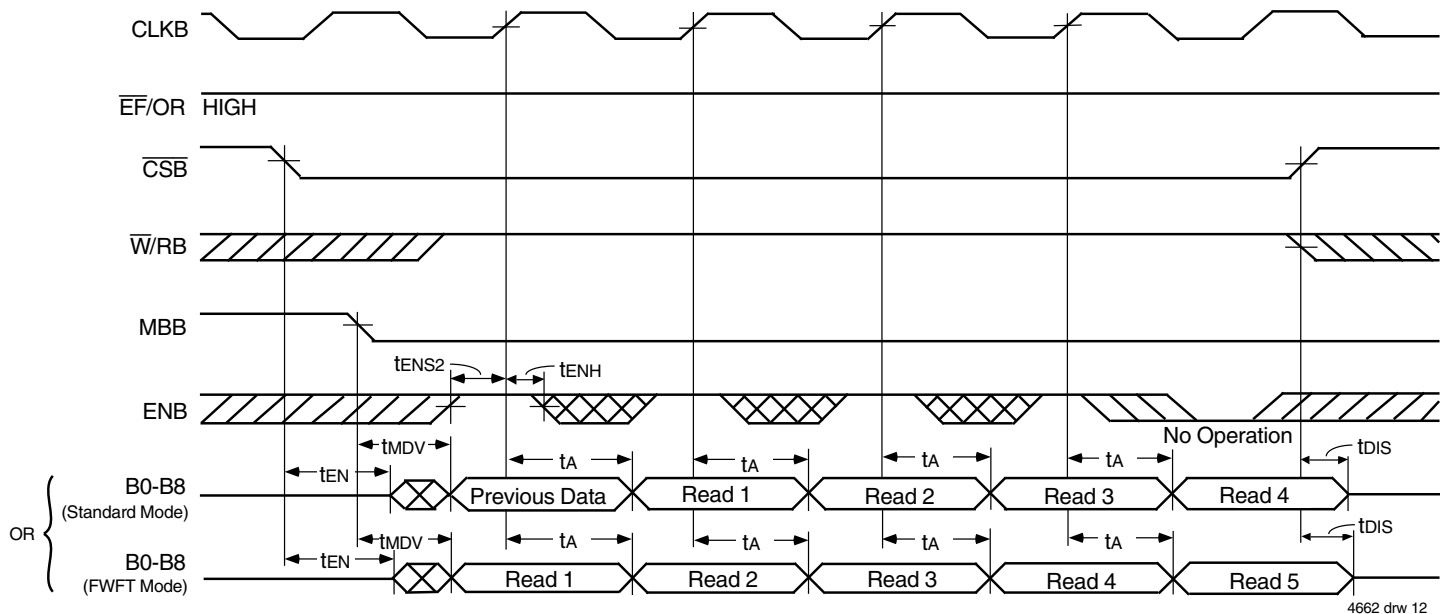 CLKB
EF/OR HIGH
CSB
W/RB
MBB
tENS2 tENH
ENB
No Operation
tMDV
tEN tA tA tA tA tDIS
B0-B8 Previous Data Read 1 Read 2 Read 3 Read 4
(Standard Mode)
OR
tMDV tA tA tA tA tDIS
tEN
B0-B8 Read 1 Read 2 Read 3 Read 4 Read 5
(FWFT Mode)
4662 drw 12